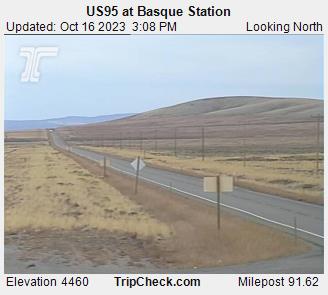 US95 at Basque Station
Updated: Oct 16 2023  3:08 PM    Looking North
Elevation 4460    TripCheck.com    Milepost 91.62